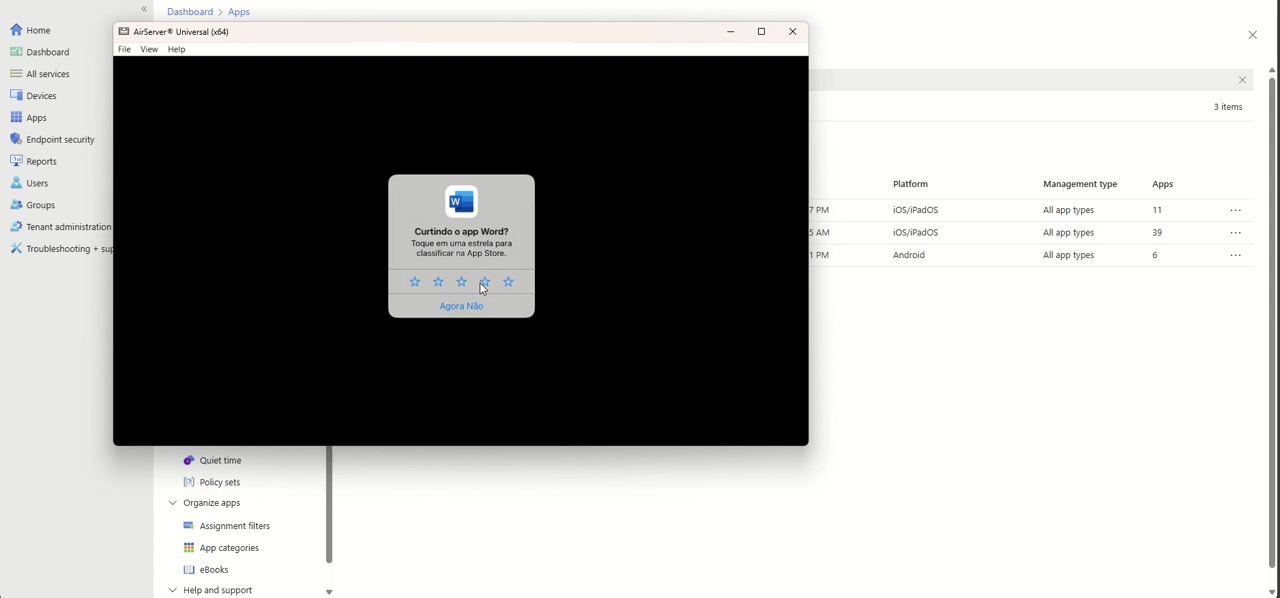 «
Dashboard > Apps
Home
Dashboard
All services
Devices
Apps
Endpoint security
Reports
Users
Groups
Tenant administration
Troubleshooting + sup
AirServer® Universal (x64)
File View Help
W
Curtindo o app Word?
Toque em uma estrela para
classificar na App Store.
Agora Não
3 items
Platform Management type Apps
7 PM iOS/iPadOS All app types 11 ...
5 AM iOS/iPadOS All app types 39 ...
1 PM Android All app types 6 ...
Quiet time
Policy sets
Organize apps
Assignment filters
App categories
eBooks
Help and support